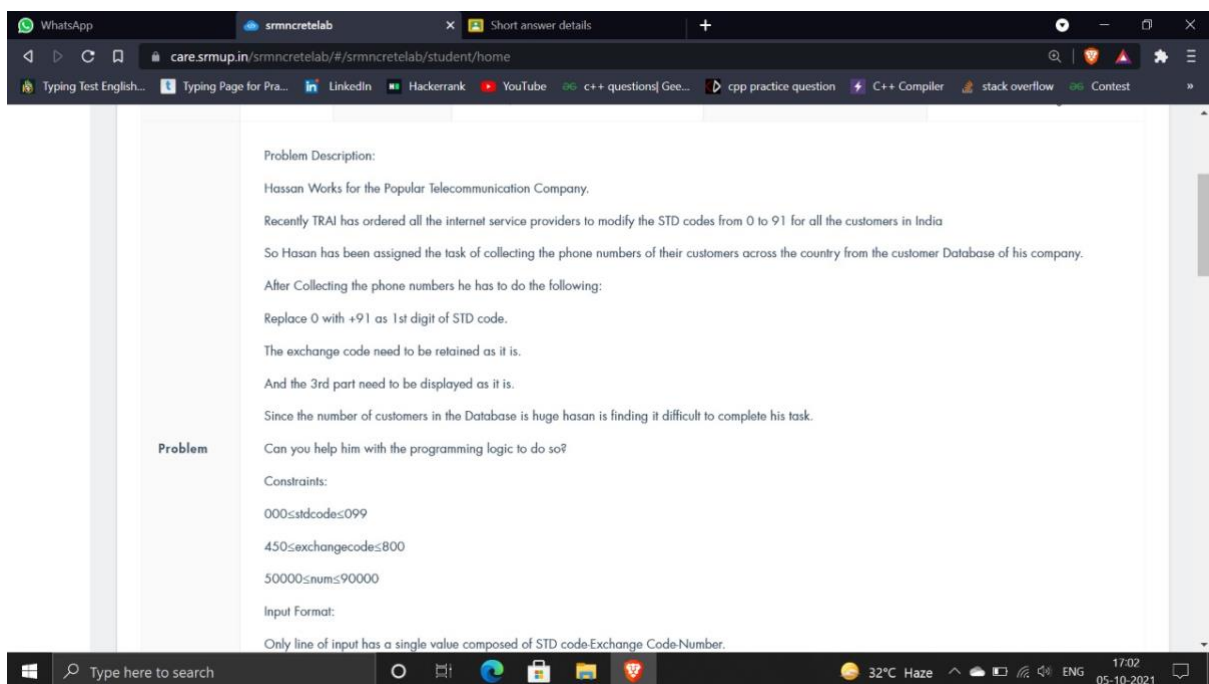 WhatsApp
srmncretelab
Short answer details
care.srmup.in/srmncretelab/#/srmncretelab/student/home
Typing Test English...
Typing Page for Pra...
LinkedIn
Hackerrank
YouTube
c++ questions| Gee...
cpp practice question
C++ Compiler
stack overflow
Contest
Problem Description:
Hassan Works for the Popular Telecommunication Company.
Recently TRAI has ordered all the internet service providers to modify the STD codes from 0 to 91 for all the customers in India
So Hasan has been assigned the task of collecting the phone numbers of their customers across the country from the customer Database of his company.
After Collecting the phone numbers he has to do the following:
Replace 0 with +91 as 1st digit of STD code.
The exchange code need to be retained as it is.
And the 3rd part need to be displayed as it is.
Since the number of customers in the Database is huge hasan is finding it difficult to complete his task.
Problem
Can you help him with the programming logic to do so?
Constraints:
000≤stdcode≤099
450≤exchangecode≤800
50000≤num≤90000
Input Format:
Only line of input has a single value composed of STD code-Exchange Code-Number.
Type here to search
32°C Haze
ENG
17:02
05-10-2021